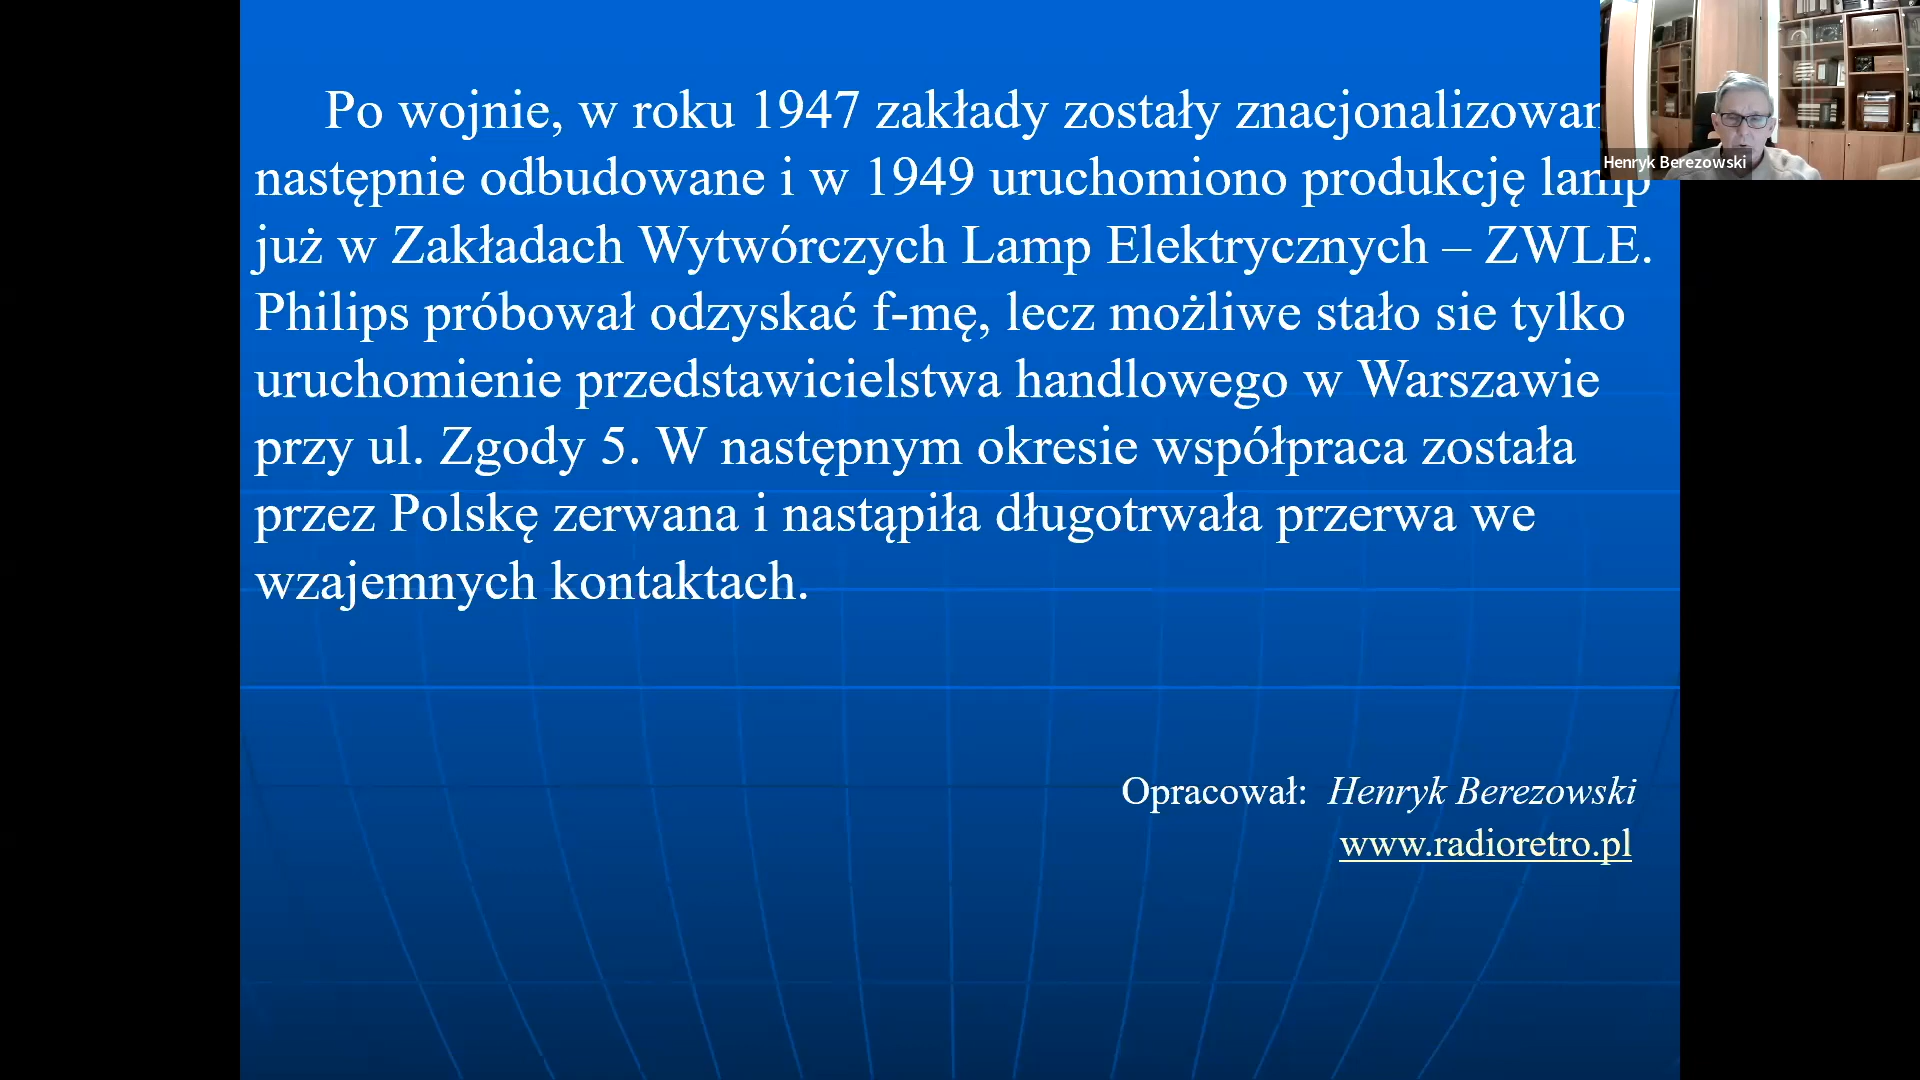 Po wojnie, w roku 1947 zakłady zostały
następnie odbudowane i w 1949 uruchomiono produkcję lamp
już w Zakładach Wytwórczych Lamp Elektrycznych – ZWLE.
Philips próbował odzyskać f-mę, lecz możliwe stało sie tylko
uruchomienie przedstawicielstwa handlowego w Warszawie
przy ul. Zgody 5. W następnym okresie współpraca została
przez Polskę zerwana i nastąpiła długotrwała przerwa we
wzajemnych kontaktach.
Opracował: Henryk Berezowski
www.radioretro.pl
Henryk Berezowski